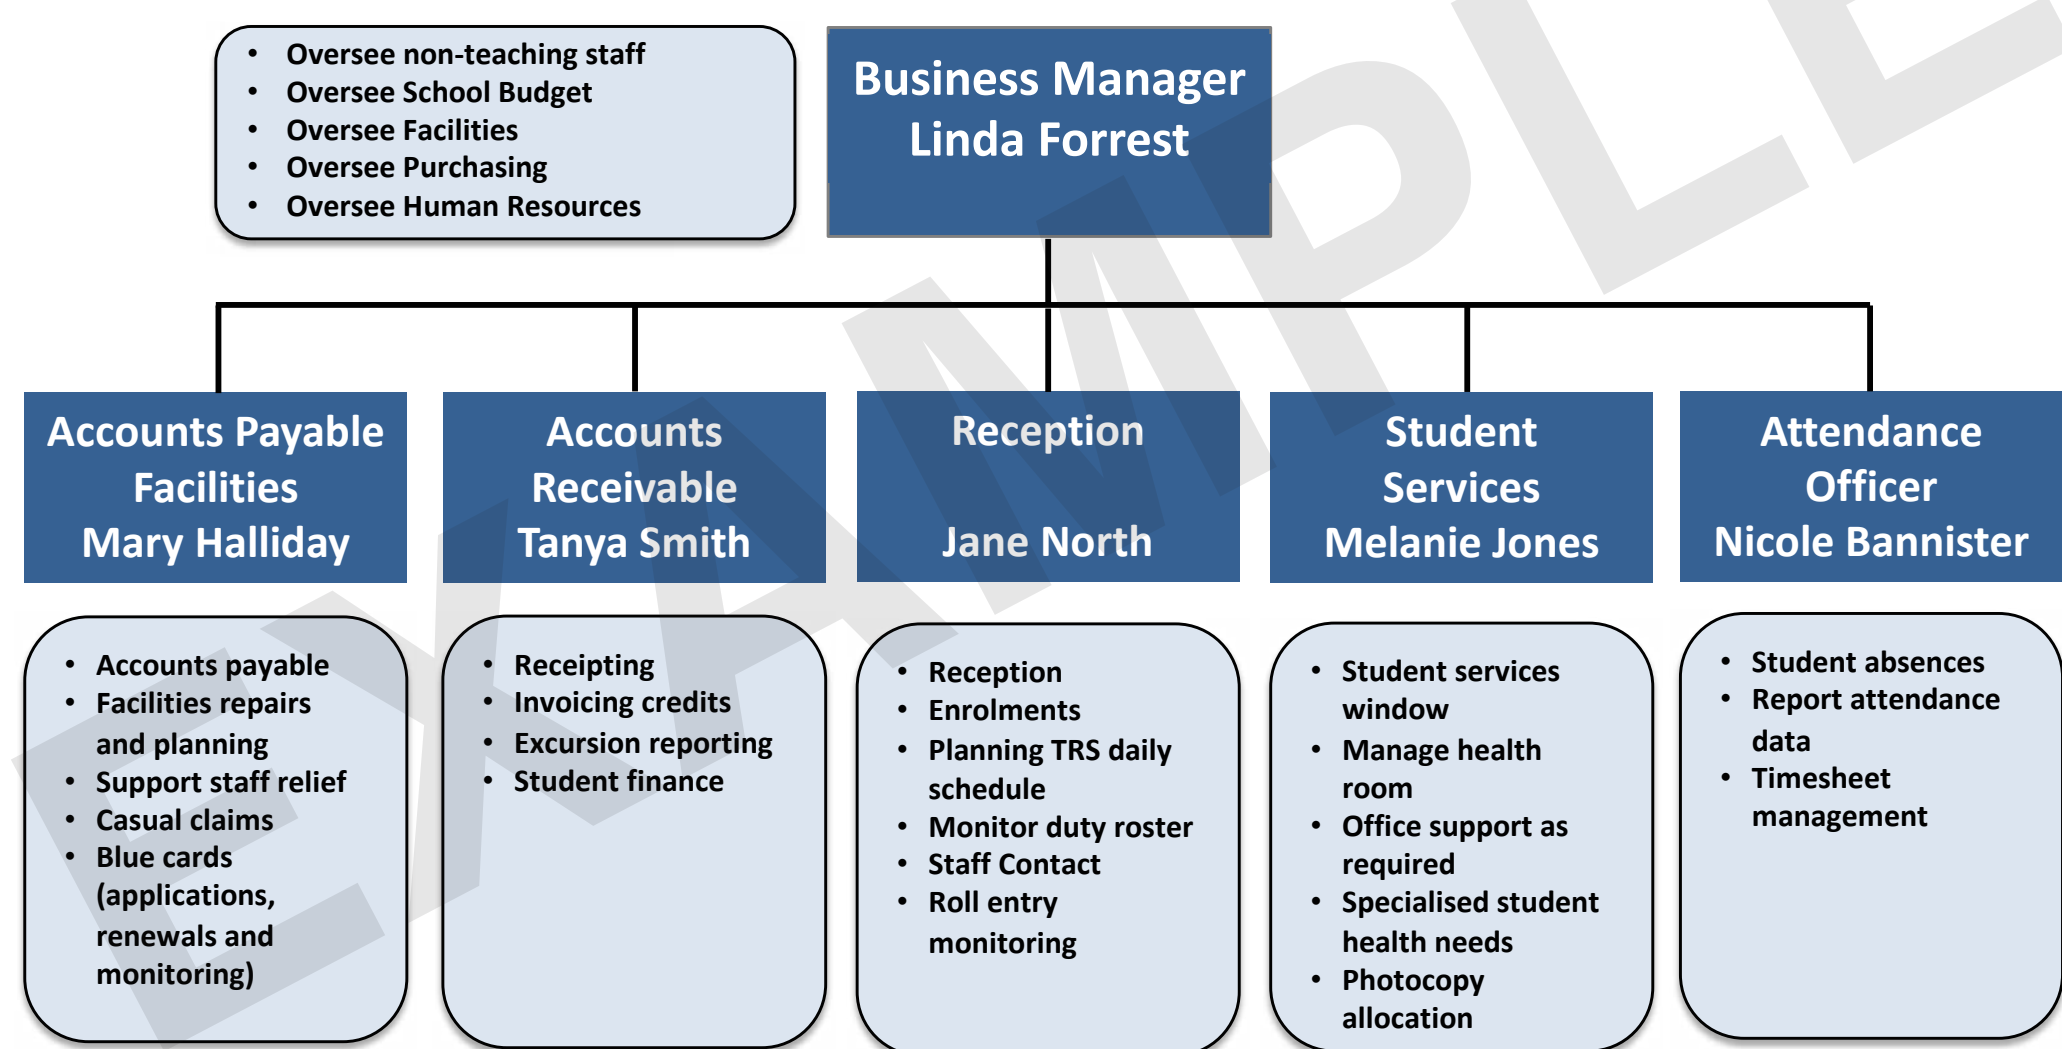 • Oversee non-teaching staff
• Oversee School Budget
• Oversee Facilities
• Oversee Purchasing
• Oversee Human Resources
Business Manager
Linda Forrest
Accounts Payable
Facilities
Mary Halliday
Accounts
Receivable
Tanya Smith
Reception
Jane North
Student
Services
Melanie Jones
Attendance
Officer
Nicole Bannister
• Accounts payable
• Facilities repairs
and planning
• Support staff relief
• Casual claims
• Blue cards
(applications,
renewals and
monitoring)
• Receipting
• Invoicing credits
• Excursion reporting
• Student finance
• Reception
• Enrolments
• Planning TRS daily
schedule
• Monitor duty roster
• Staff Contact
• Roll entry
monitoring
• Student services
window
• Manage health
room
• Office support as
required
• Specialised student
health needs
• Photocopy
allocation
• Student absences
• Report attendance
data
• Timesheet
management
EXAMPLE